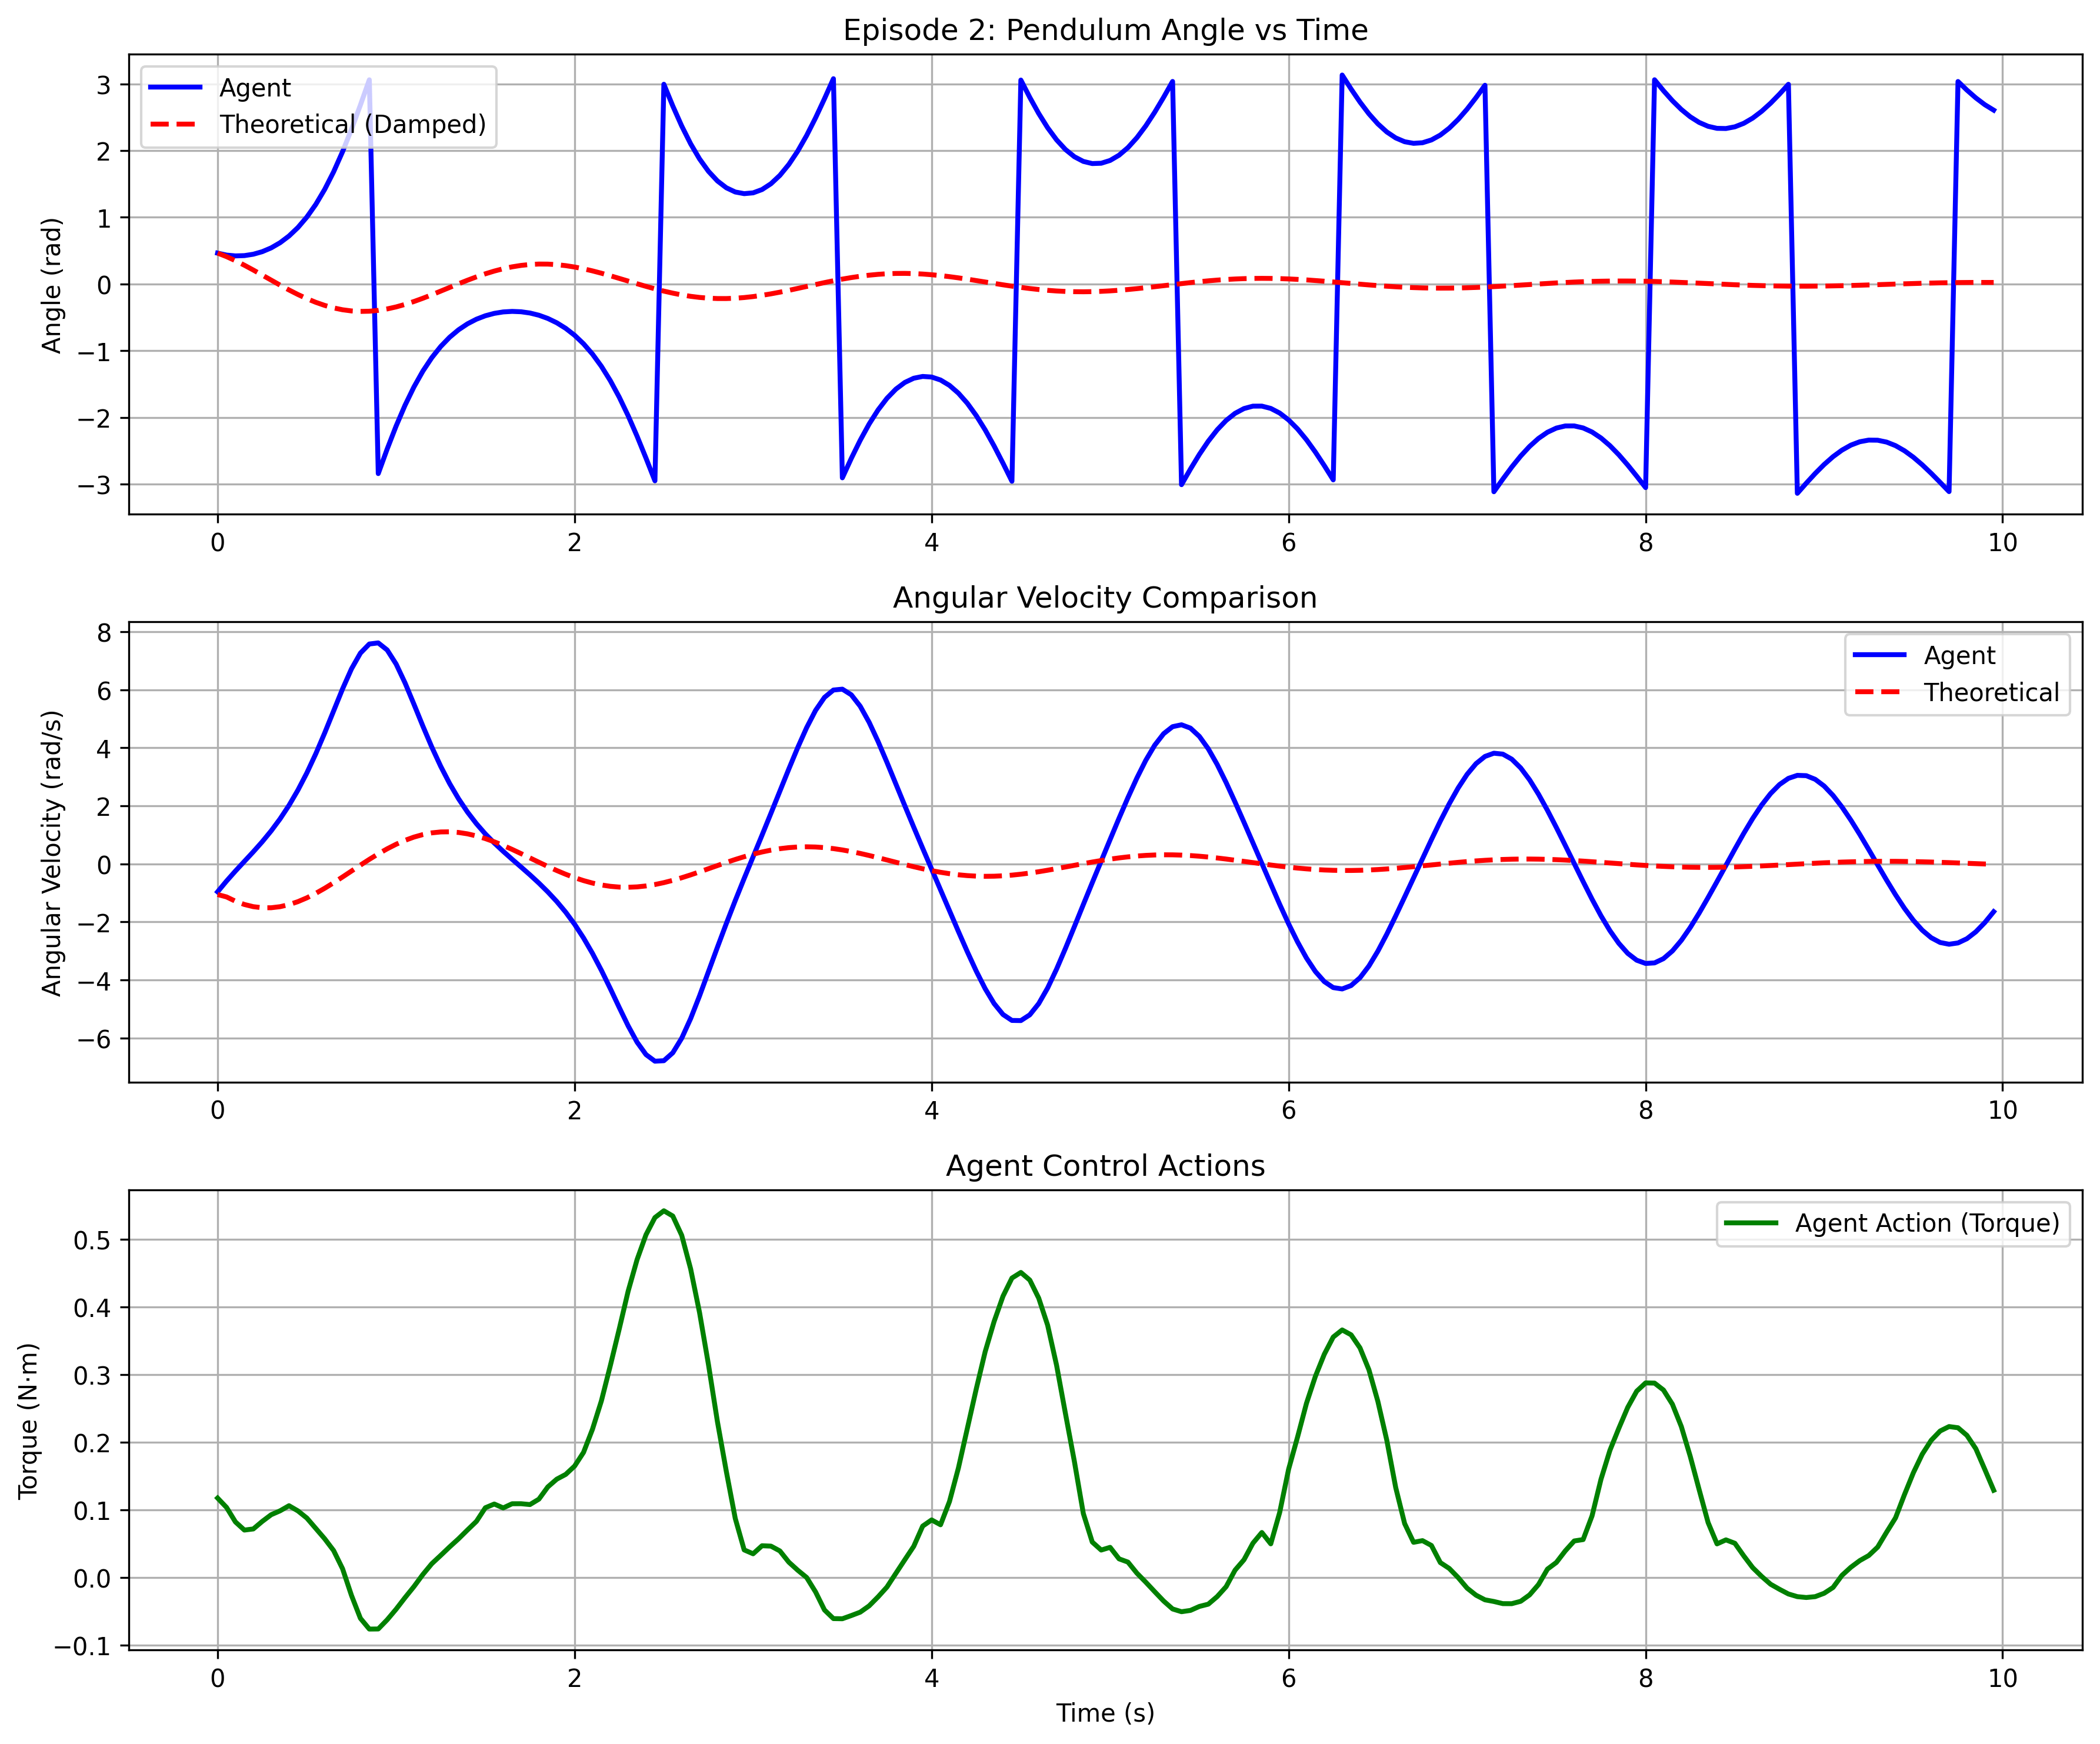 Episode 2: Pendulum Angle vs Time
Agent
Theoretical (Damped)
Angle (rad)
3
2
1
0
−1
−2
−3
0 2 4 6 8 10
Angular Velocity Comparison
Agent
Theoretical
Angular Velocity (rad/s)
8
6
4
2
0
−2
−4
−6
0 2 4 6 8 10
Agent Control Actions
Agent Action (Torque)
Torque (N·m)
0.5
0.4
0.3
0.2
0.1
0.0
−0.1
0 2 4 6 8 10
Time (s)